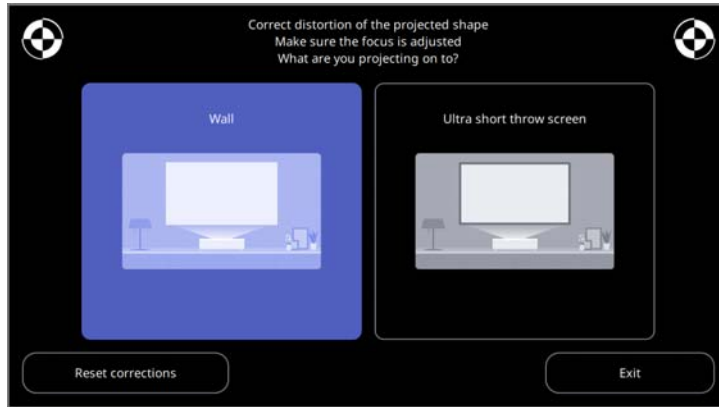 Correct distortion of the projected shape
Make sure the focus is adjusted
What are you projecting on to?
Wall
Ultra short throw screen
Reset corrections
Exit